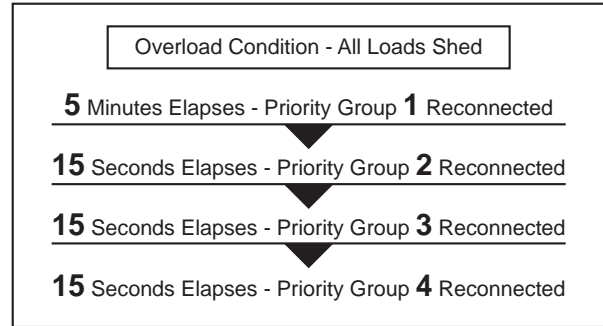 Overload Condition - All Loads Shed
5 Minutes Elapses - Priority Group 1 Reconnected
15 Seconds Elapses - Priority Group 2 Reconnected
15 Seconds Elapses - Priority Group 3 Reconnected
15 Seconds Elapses - Priority Group 4 Reconnected